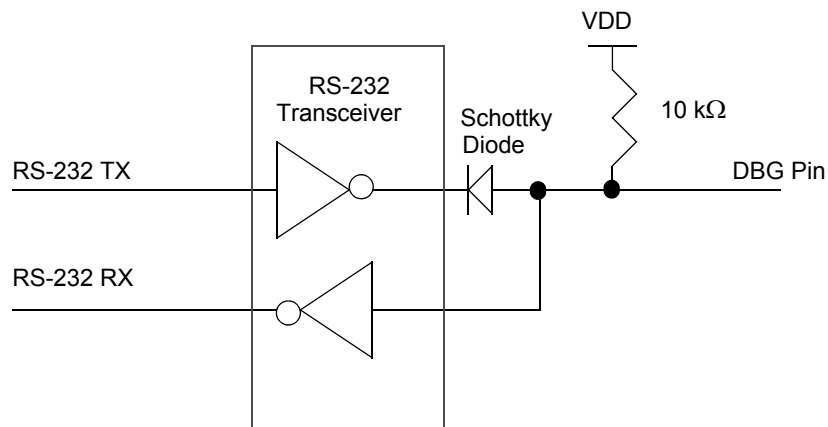 VDD
RS-232
Transceiver
Schottky
Diode
10 kΩ
RS-232 TX
DBG Pin
RS-232 RX